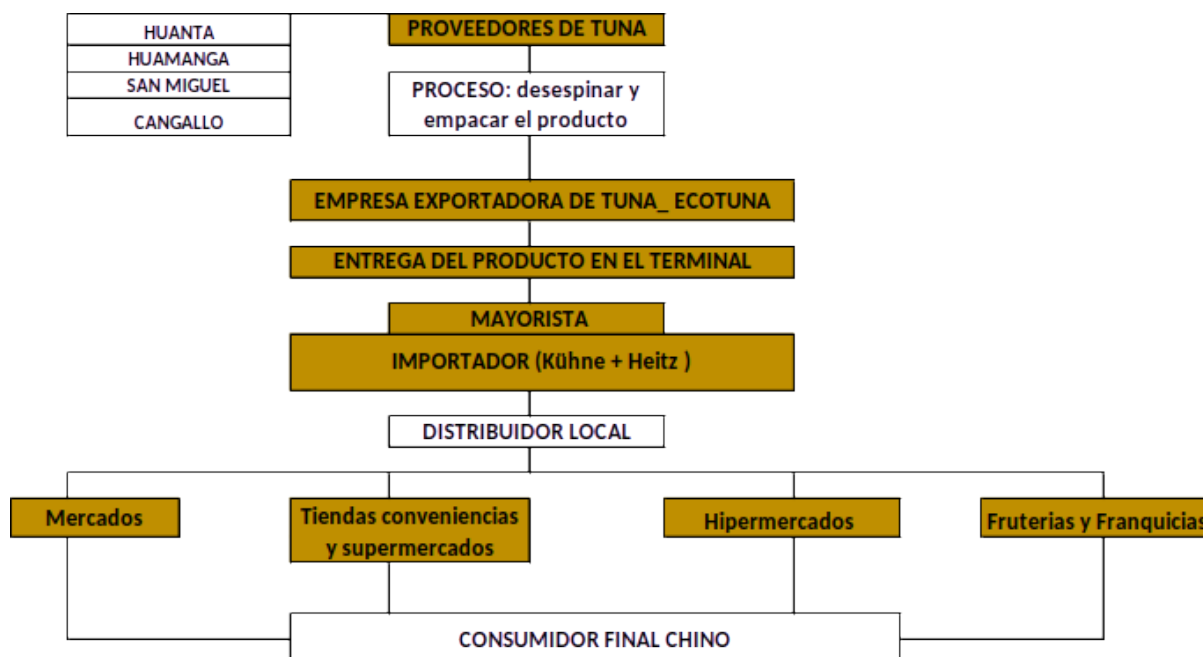 HUANTA
HUAMANGA
SAN MIGUEL
CANGALLO
PROVEEDORES DE TUNA
PROCESO: desespinar y
empacar el producto
EMPRESA EXPORTADORA DE TUNA_ ECOTUNA
ENTREGA DEL PRODUCTO EN EL TERMINAL
MAYORISTA
IMPORTADOR (Kühne + Heitz )
DISTRIBUIDOR LOCAL
Mercados
Tiendas conveniencias
y supermercados
Hipermercados
Fruterias y Franquicias
CONSUMIDOR FINAL CHINO